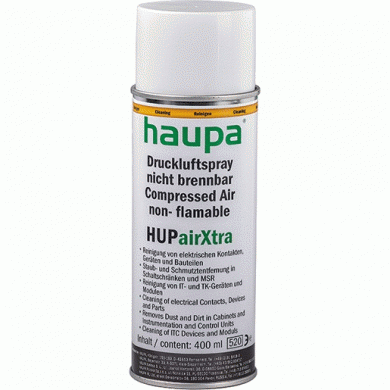 Cleaning Reinigen Cleaning
haupa®
Druckluftspray
nicht brennbar
Compressed Air
non- flamable
HUPairXtra
• Reinigung von elektrischen Kontakten,
Geräten und Bauteilen
• Staub- und Schmutzentfernung in
Schaltschränken und MSR
• Reinigung von IT- und TK-Geräten und
Modulen
• Cleaning of electrical Contacts, Devices
and Parts
• Removes Dust and Dirt in Cabinets and
Instrumentation and Control Units
• Cleaning of ITC Devices and Moduls
Inhalt / content: 400 ml 520